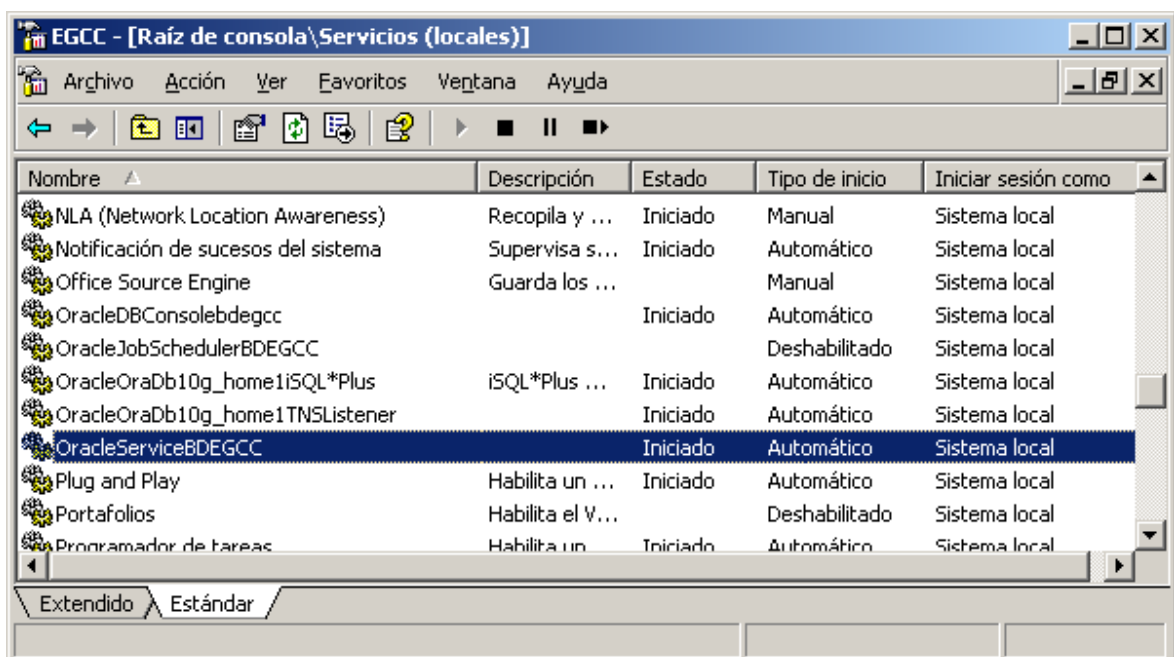 EGCC - [Raíz de consola\Servicios (locales)]
Archivo Acción Ver Favoritos Ventana Ayuda
Nombre Descripción Estado Tipo de inicio Iniciar sesión como
NLA (Network Location Awareness) Recopila y ... Iniciado Manual Sistema local
Notificación de sucesos del sistema Supervisa s... Iniciado Automático Sistema local
Office Source Engine Guarda los ... Manual Sistema local
OracleDBConsolebdegcc Iniciado Automático Sistema local
OracleJobSchedulerBDEGCC Deshabilitado Sistema local
OracleOraDb10g_home1iSQL*Plus iSQL*Plus ... Iniciado Automático Sistema local
OracleOraDb10g_home1TNSListener Iniciado Automático Sistema local
OracleServiceBDEGCC Iniciado Automático Sistema local
Plug and Play Habilita un ... Iniciado Automático Sistema local
Portafolios Habilita el V... Deshabilitado Sistema local
Programador de tareas Habilita un Iniciado Automático Sistema local
Extendido Estándar